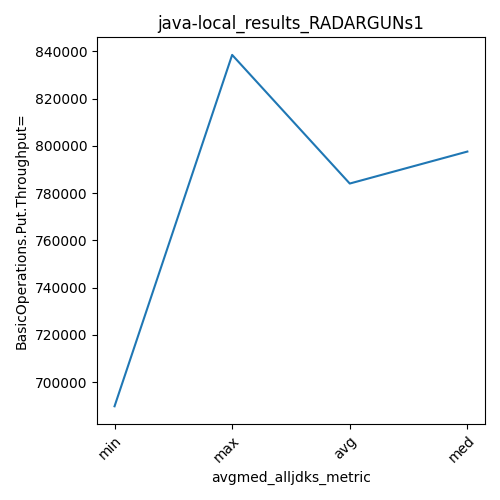 java-local_results_RADARGUNs1
BasicOperations.Put.Throughput=
840000
820000
800000
780000
760000
740000
720000
700000
min
max
avg
med
avgmed_alljdks_metric